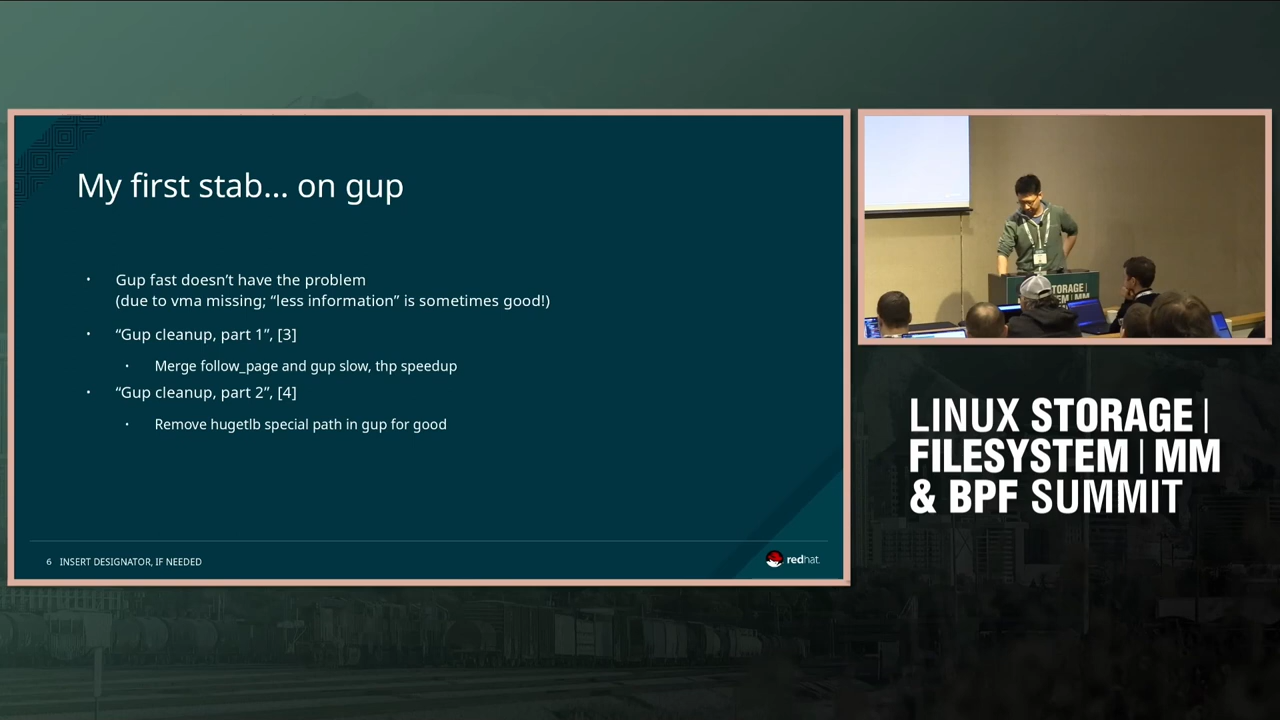 My first stab... on gup
• Gup fast doesn't have the problem
(due to vma missing; “less information” is sometimes good!)
• “Gup cleanup, part 1”, [3]
• Merge follow_page and gup slow, thp speedup
• “Gup cleanup, part 2”, [4]
• Remove hugetlb special path in gup for good
6 INSERT DESIGNATOR, IF NEEDED
redhat.
STORAGE |
LINUX STORAGE |
FILESYSTEM | MM
& BPF SUMMIT